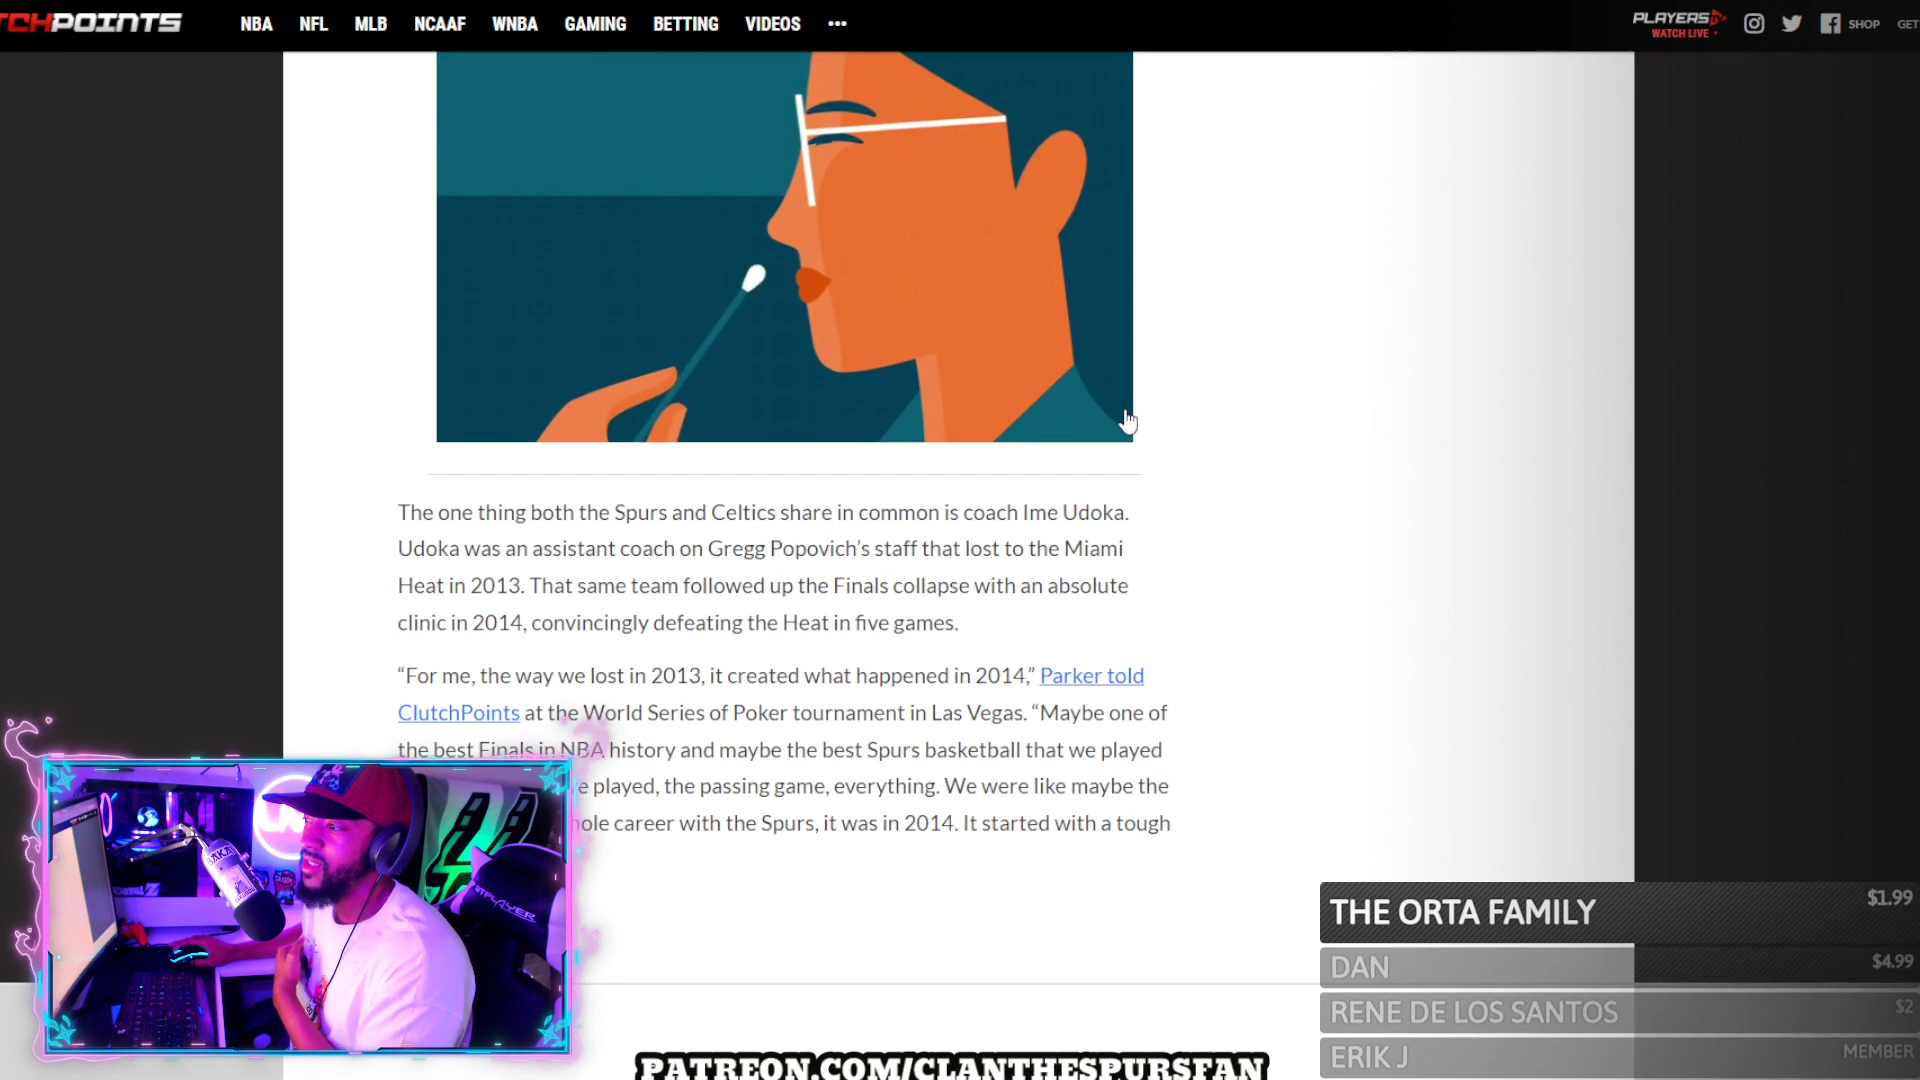 TCHPOINTS
NBA NFL MLB NCAAF WNBA GAMING BETTING VIDEOS •••
PLAYERSTV
WATCH LIVE
SHOP GET
The one thing both the Spurs and Celtics share in common is coach Ime Udoka.
Udoka was an assistant coach on Gregg Popovich’s staff that lost to the Miami
Heat in 2013. That same team followed up the Finals collapse with an absolute
clinic in 2014, convincingly defeating the Heat in five games.
“For me, the way we lost in 2013, it created what happened in 2014,” Parker told
ClutchPoints at the World Series of Poker tournament in Las Vegas. “Maybe one of
the best Finals in NBA history and maybe the best Spurs basketball that we played
e played, the passing game, everything. We were like maybe the
hole career with the Spurs, it was in 2014. It started with a tough
THE ORTA FAMILY $1.99
DAN $4.99
RENE DE LOS SANTOS $2
ERIK J MEMBER
PATREON.COM/CLANTHESPURSFAN